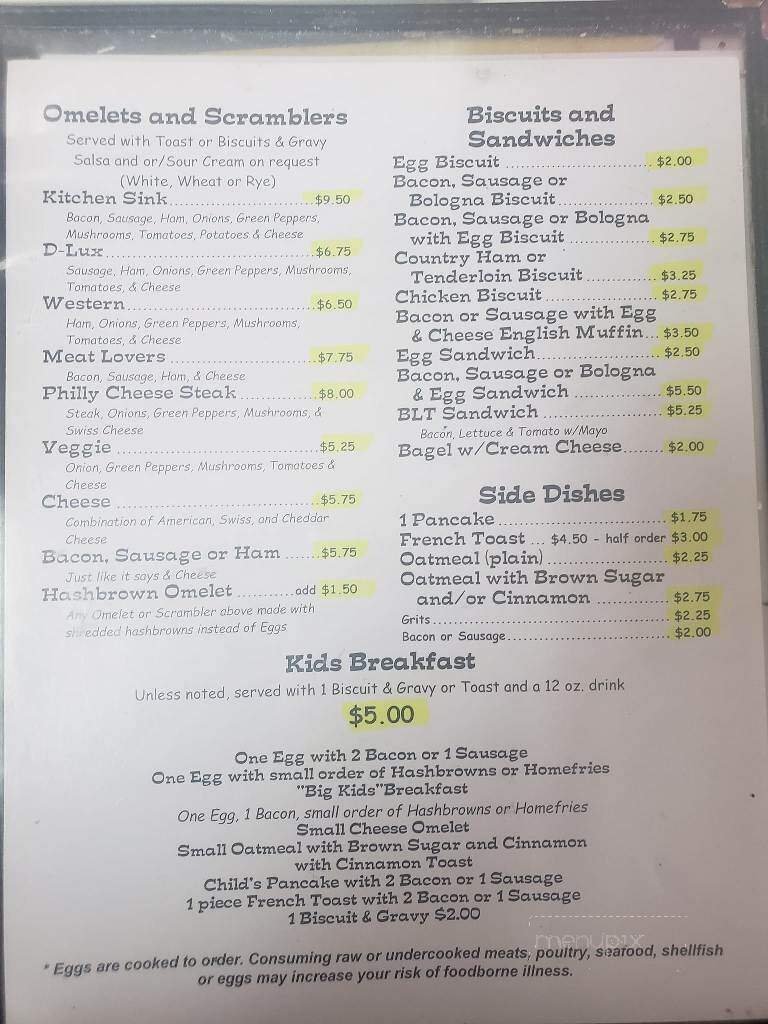 Omelets and Scramblers
Served with Toast or Biscuits & Gravy
Salsa and or/Sour Cream on request
(White, Wheat or Rye)
Kitchen Sink..............................$9.50
Bacon, Sausage, Ham, Onions, Green Peppers,
Mushrooms, Tomatoes, Potatoes & Cheese
D-Lux..........................................$6.75
Sausage, Ham, Onions, Green Peppers, Mushrooms,
Tomatoes, & Cheese
Western......................................$6.50
Ham, Onions, Green Peppers, Mushrooms,
Tomatoes, & Cheese
Meat Lovers..............................$7.75
Bacon, Sausage, Ham, & Cheese
Philly Cheese Steak................$8.00
Steak, Onions, Green Peppers, Mushrooms, &
Swiss Cheese
Veggie..........................................$5.25
Onion, Green Peppers, Mushrooms, Tomatoes &
Cheese
Cheese..........................................$5.75
Combination of American, Swiss, and Cheddar
Cheese
Bacon, Sausage or Ham.......$5.75
Just like it says & Cheese
Hashbrown Omelet...........add $1.50
Any Omelet or Scrambler above made with
shredded hashbrowns instead of Eggs
Biscuits and
Sandwiches
Egg Biscuit..............................$2.00
Bacon, Sausage or
Bologna Biscuit....................$2.50
Bacon, Sausage or Bologna
with Egg Biscuit..................$2.75
Country Ham or
Tenderloin Biscuit...............$3.25
Chicken Biscuit.......................$2.75
Bacon or Sausage with Egg
& Cheese English Muffin...$3.50
Egg Sandwich..........................$2.50
Bacon, Sausage or Bologna
& Egg Sandwich...................$5.50
BLT Sandwich.........................$5.25
Bacon, Lettuce & Tomato w/Mayo
Bagel w/Cream Cheese........$2.00
Side Dishes
1 Pancake...................................$1.75
French Toast... $4.50 - half order $3.00
Oatmeal (plain)..........................$2.25
Oatmeal with Brown Sugar
and/or Cinnamon...............$2.75
Grits................................................$2.25
Bacon or Sausage.................................$2.00
Kids Breakfast
Unless noted, served with 1 Biscuit & Gravy or Toast and a 12 oz. drink
$5.00
One Egg with 2 Bacon or 1 Sausage
One Egg with small order of Hashbrowns or Homefries
"Big Kids"Breakfast
One Egg, 1 Bacon, small order of Hashbrowns or Homefries
Small Cheese Omelet
Small Oatmeal with Brown Sugar and Cinnamon
with Cinnamon Toast
Child's Pancake with 2 Bacon or 1 Sausage
1 piece French Toast with 2 Bacon or 1 Sausage
1 Biscuit & Gravy $2.00
menupix
* Eggs are cooked to order. Consuming raw or undercooked meats, poultry, seafood, shellfish
or eggs may increase your risk of foodborne illness.